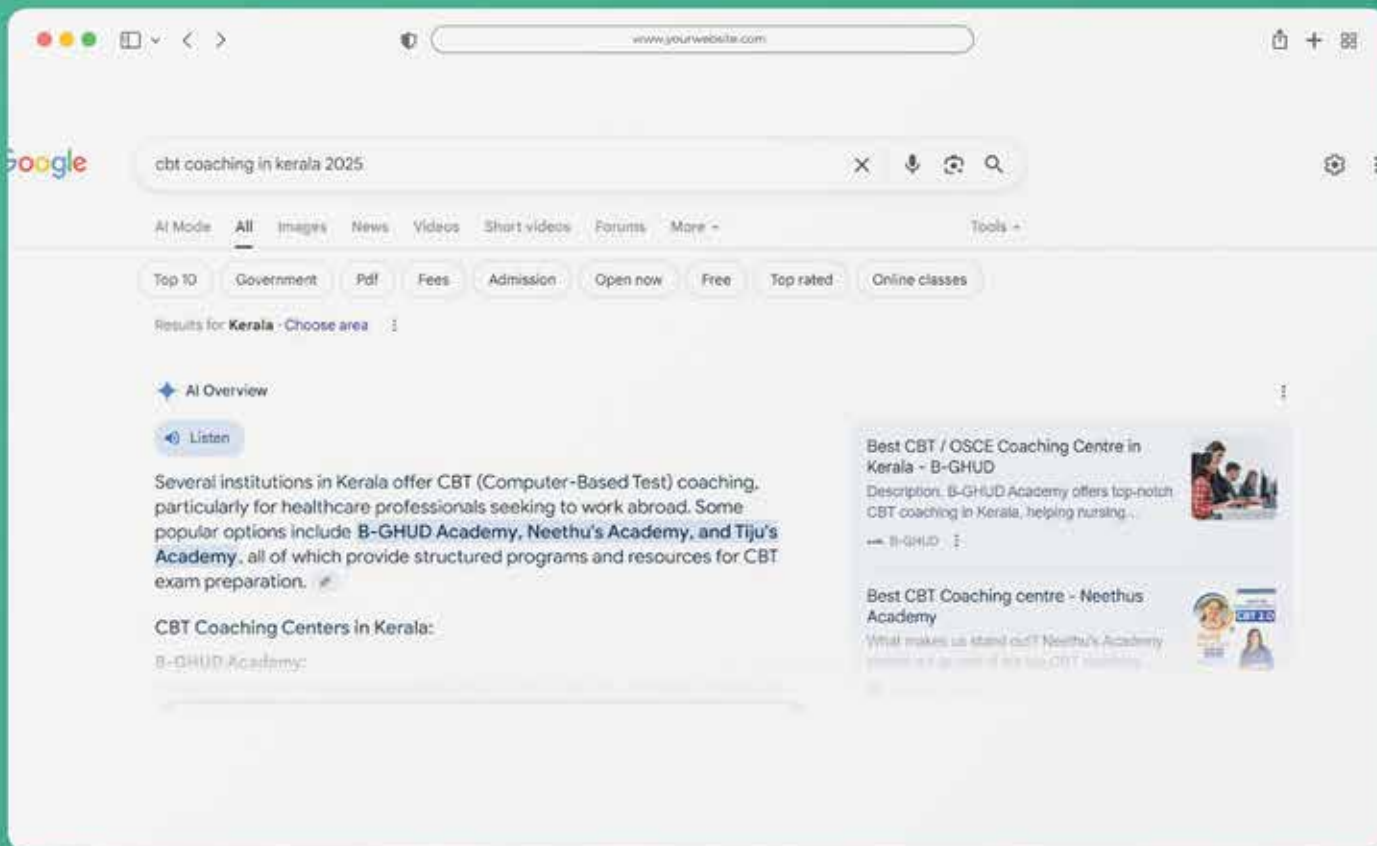 www.yourwebsite.com
Google
cbt coaching in kerala 2025
AI Mode All Images News Videos Short videos Forums More Tools
Top 10 Government Pdf Fees Admission Open now Free Top rated Online classes
Results for Kerala · Choose area
AI Overview
Listen
Several institutions in Kerala offer CBT (Computer-Based Test) coaching,
particularly for healthcare professionals seeking to work abroad. Some
popular options include B-GHUD Academy, Neethu's Academy, and Tiju's
Academy, all of which provide structured programs and resources for CBT
exam preparation.
CBT Coaching Centers in Kerala:
B-GHUD Academy:
Best CBT / OSCE Coaching Centre in
Kerala - B-GHUD
Description. B-GHUD Academy offers top-notch
CBT coaching in Kerala, helping nursing...
B-GHUD
Best CBT Coaching centre - Neethus
Academy
What makes us stand out? Neethu's Academy
CBT 2.0